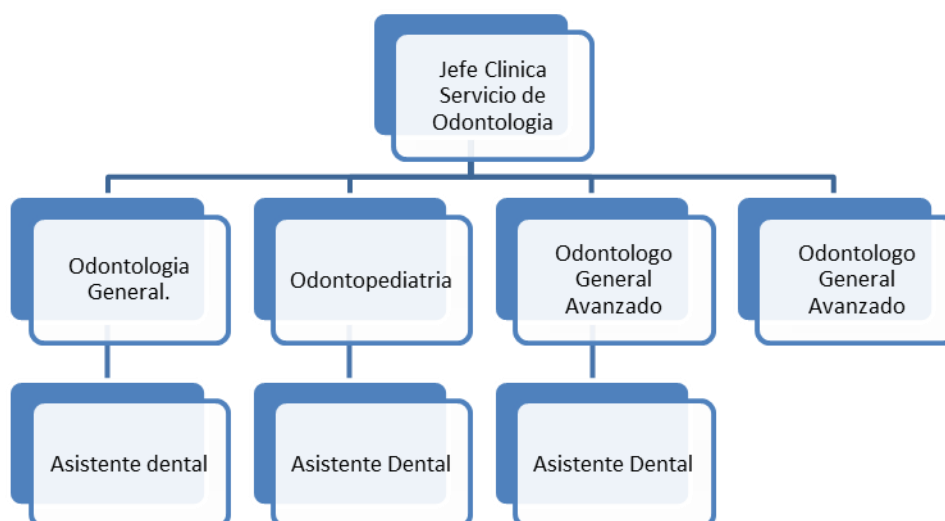 Jefe Clinica
Servicio de
Odontologia
Odontologia
General.
Odontopediatria
Odontologo
General
Avanzado
Odontologo
General
Avanzado
Asistente dental
Asistente Dental
Asistente Dental